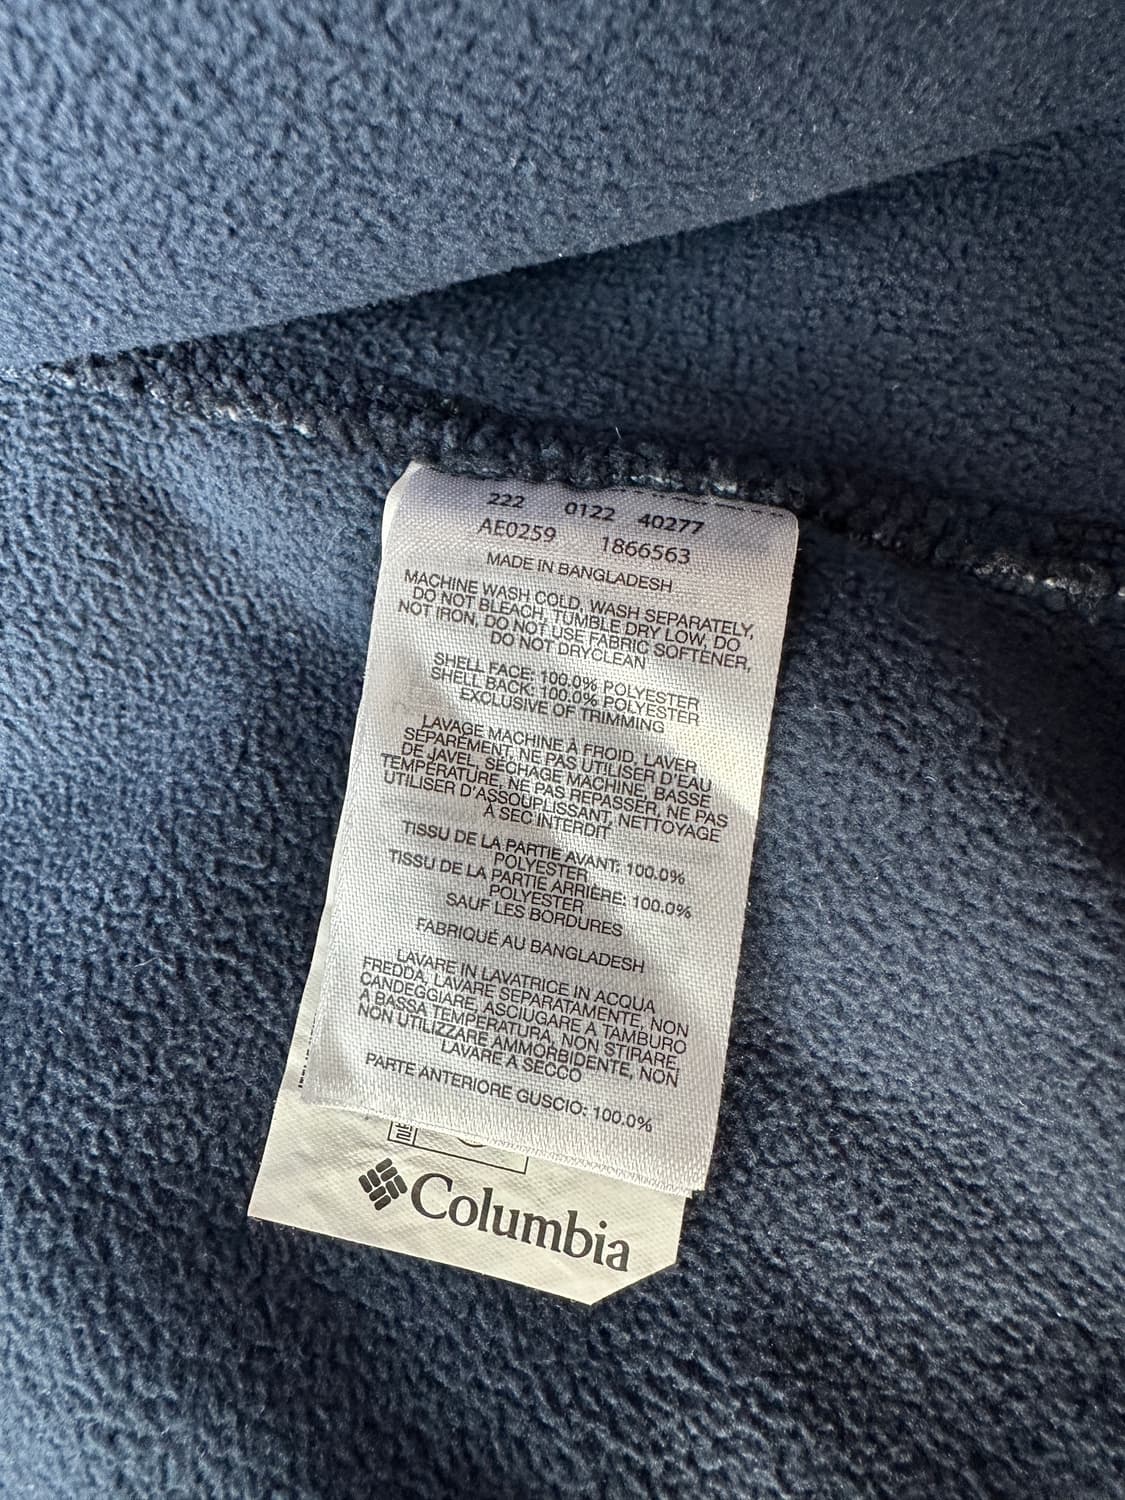 222 0122 40277
AE0259 1866563
MADE IN BANGLADESH
MACHINE WASH COLD, WASH SEPARATELY,
DO NOT BLEACH, TUMBLE DRY LOW, DO
NOT IRON, DO NOT USE FABRIC SOFTENER,
DO NOT DRYCLEAN
SHELL FACE: 100.0% POLYESTER
SHELL BACK: 100.0% POLYESTER
EXCLUSIVE OF TRIMMING
LAVAGE MACHINE À FROID, LAVER
SÉPARÉMENT, NE PAS UTILISER D'EAU
DE JAVEL, SÉCHAGE MACHINE, BASSE
TEMPÉRATURE, NE PAS REPASSER, NE PAS
UTILISER D'ASSOUPLISSANT, NETTOYAGE
À SEC INTERDIT
TISSU DE LA PARTIE AVANT: 100.0%
POLYESTER
TISSU DE LA PARTIE ARRIÈRE: 100.0%
POLYESTER
SAUF LES BORDURES
FABRIQUÉ AU BANGLADESH
LAVARE IN LAVATRICE IN ACQUA
FREDDA, LAVARE SEPARATAMENTE, NON
CANDEGGIARE, ASCIUGARE A TAMBURO
A BASSA TEMPERATURA, NON STIRARE,
NON UTILIZZARE AMMORBIDENTE, NON
LAVARE A SECCO
PARTE ANTERIORE GUSCIO: 100.0%
Columbia